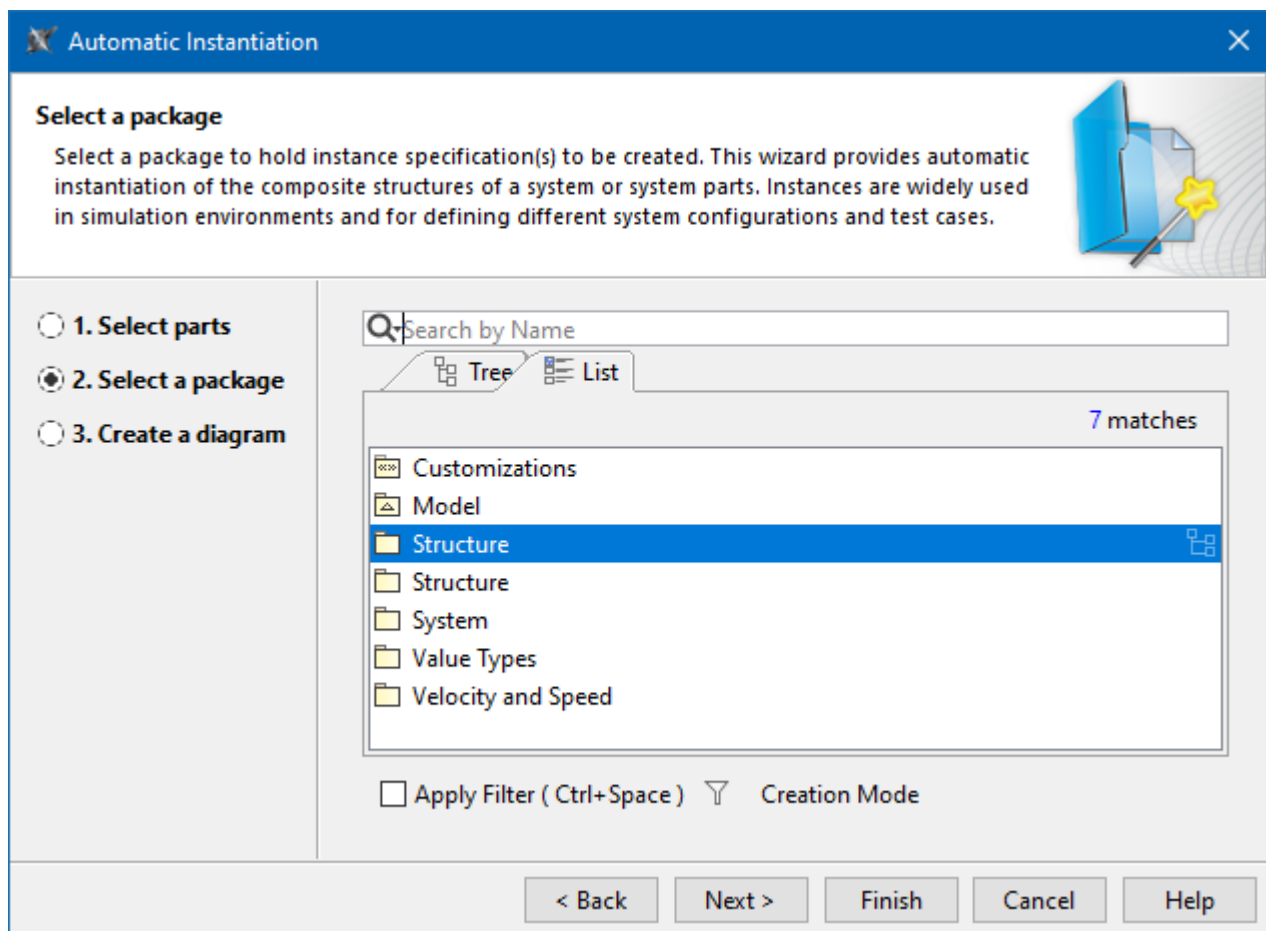 Automatic Instantiation
Select a package
Select a package to hold instance specification(s) to be created. This wizard provides automatic
instantiation of the composite structures of a system or system parts. Instances are widely used
in simulation environments and for defining different system configurations and test cases.
1. Select parts
2. Select a package
3. Create a diagram
Search by Name
Tree List
7 matches
Customizations
Model
Structure
Structure
System
Value Types
Velocity and Speed
Apply Filter ( Ctrl+Space ) Creation Mode
< Back Next > Finish Cancel Help